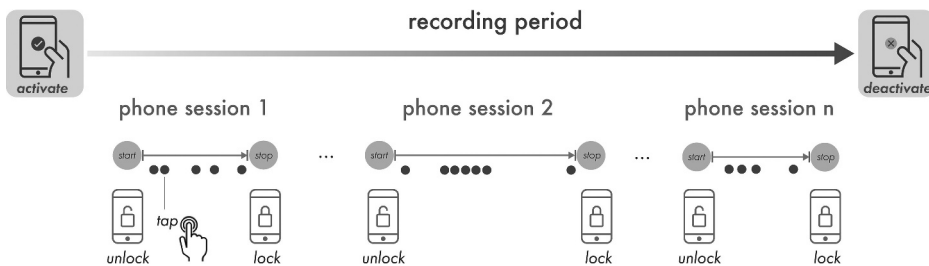 recording period
activate
deactivate
phone session 1
phone session 2
phone session n
start
stop
...
start
stop
...
start
stop
tap
unlock
lock
unlock
lock
unlock
lock